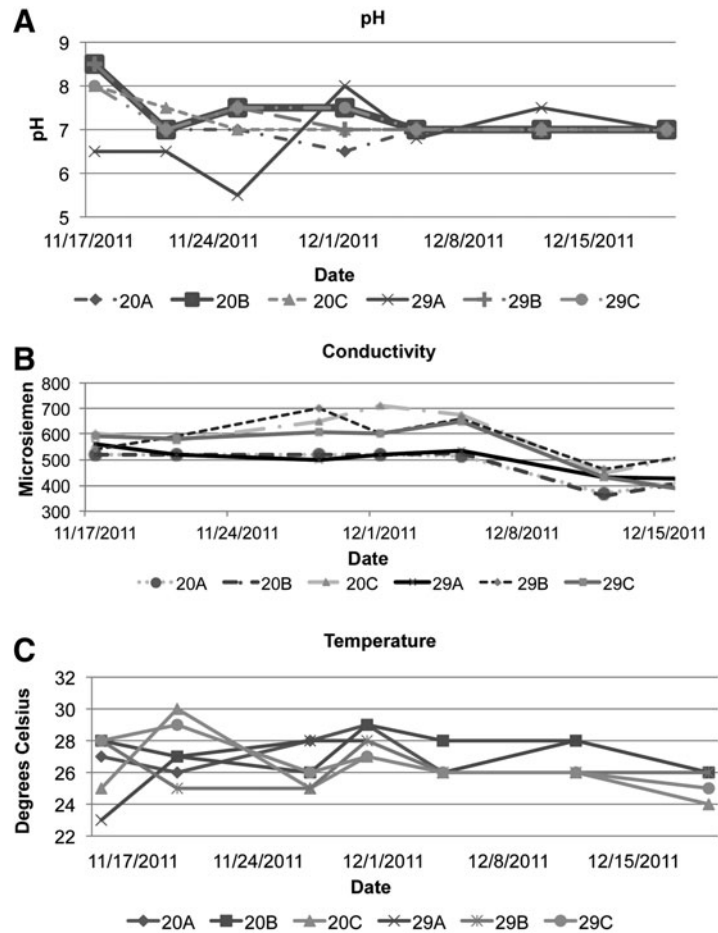 A
pH
9
8
7
6
5
pH
11/17/2011 11/24/2011 12/1/2011 12/8/2011 12/15/2011
Date
20A 20B 20C 29A 29B 29C
B
Conductivity
800
700
600
500
400
300
Microsiemen
11/17/2011 11/24/2011 12/1/2011 12/8/2011 12/15/2011
Date
20A 20B 20C 29A 29B 29C
C
Temperature
32
30
28
26
24
22
Degrees Celsius
11/17/2011 11/24/2011 12/1/2011 12/8/2011 12/15/2011
Date
20A 20B 20C 29A 29B 29C